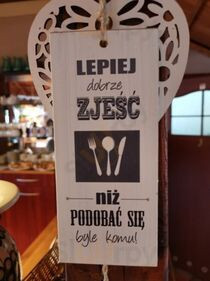 LEPIEJ
dobrze
ZJEŚĆ
niż
PODOBAĆ SIĘ
byle komu!